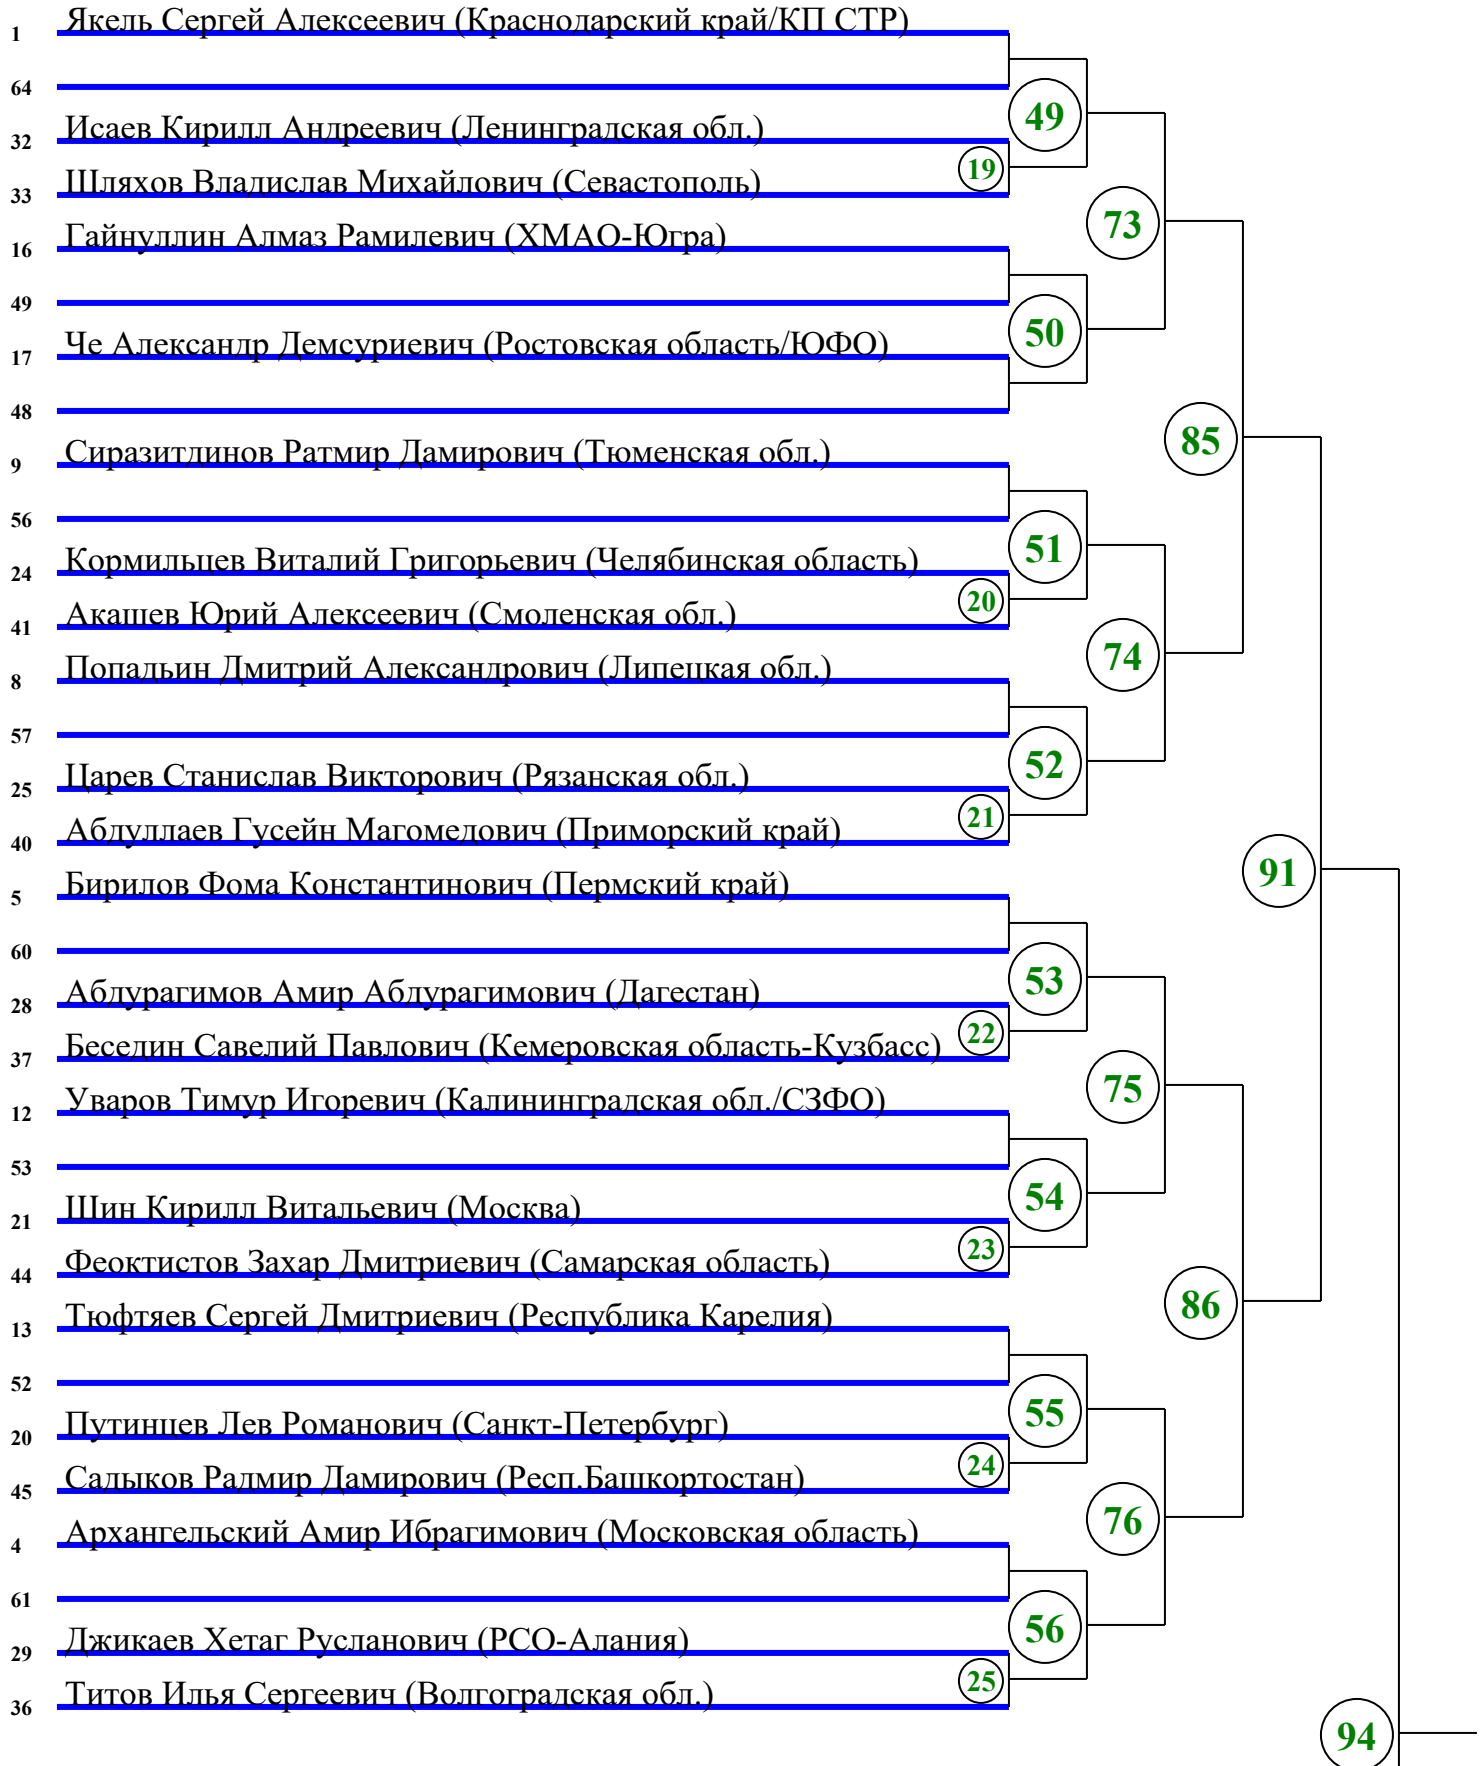 1 Якель Сергей Алексеевич (Краснодарский край/КП СТР)
64
49
32 Исаев Кирилл Андреевич (Ленинградская обл.)
19
33 Шляхов Владислав Михайлович (Севастополь)
73
16 Гайнуллин Алмаз Рамилевич (ХМАО-Югра)
49
50
17 Че Александр Демсуриевич (Ростовская область/ЮФО)
48
85
9 Сиразитдинов Ратмир Дамирович (Тюменская обл.)
56
51
24 Кормильцев Виталий Григорьевич (Челябинская область)
20
41 Акашев Юрий Алексеевич (Смоленская обл.)
74
8 Попадьин Дмитрий Александрович (Липецкая обл.)
57
52
25 Царев Станислав Викторович (Рязанская обл.)
21
40 Абдуллаев Гусейн Магомедович (Приморский край)
91
5 Бирилов Фома Константинович (Пермский край)
60
53
28 Абдурагимов Амир Абдурагимович (Дагестан)
22
37 Беседин Савелий Павлович (Кемеровская область-Кузбасс)
75
12 Уваров Тимур Игоревич (Калининградская обл./СЗФО)
53
54
21 Шин Кирилл Витальевич (Москва)
23
44 Феоктистов Захар Дмитриевич (Самарская область)
86
13 Тюфтяев Сергей Дмитриевич (Республика Карелия)
52
55
20 Путинцев Лев Романович (Санкт-Петербург)
24
45 Садыков Радмир Дамирович (Респ.Башкортостан)
76
4 Архангельский Амир Ибрагимович (Московская область)
61
56
29 Джикаев Хетаг Русланович (РСО-Алания)
25
36 Титов Илья Сергеевич (Волгоградская обл.)
94